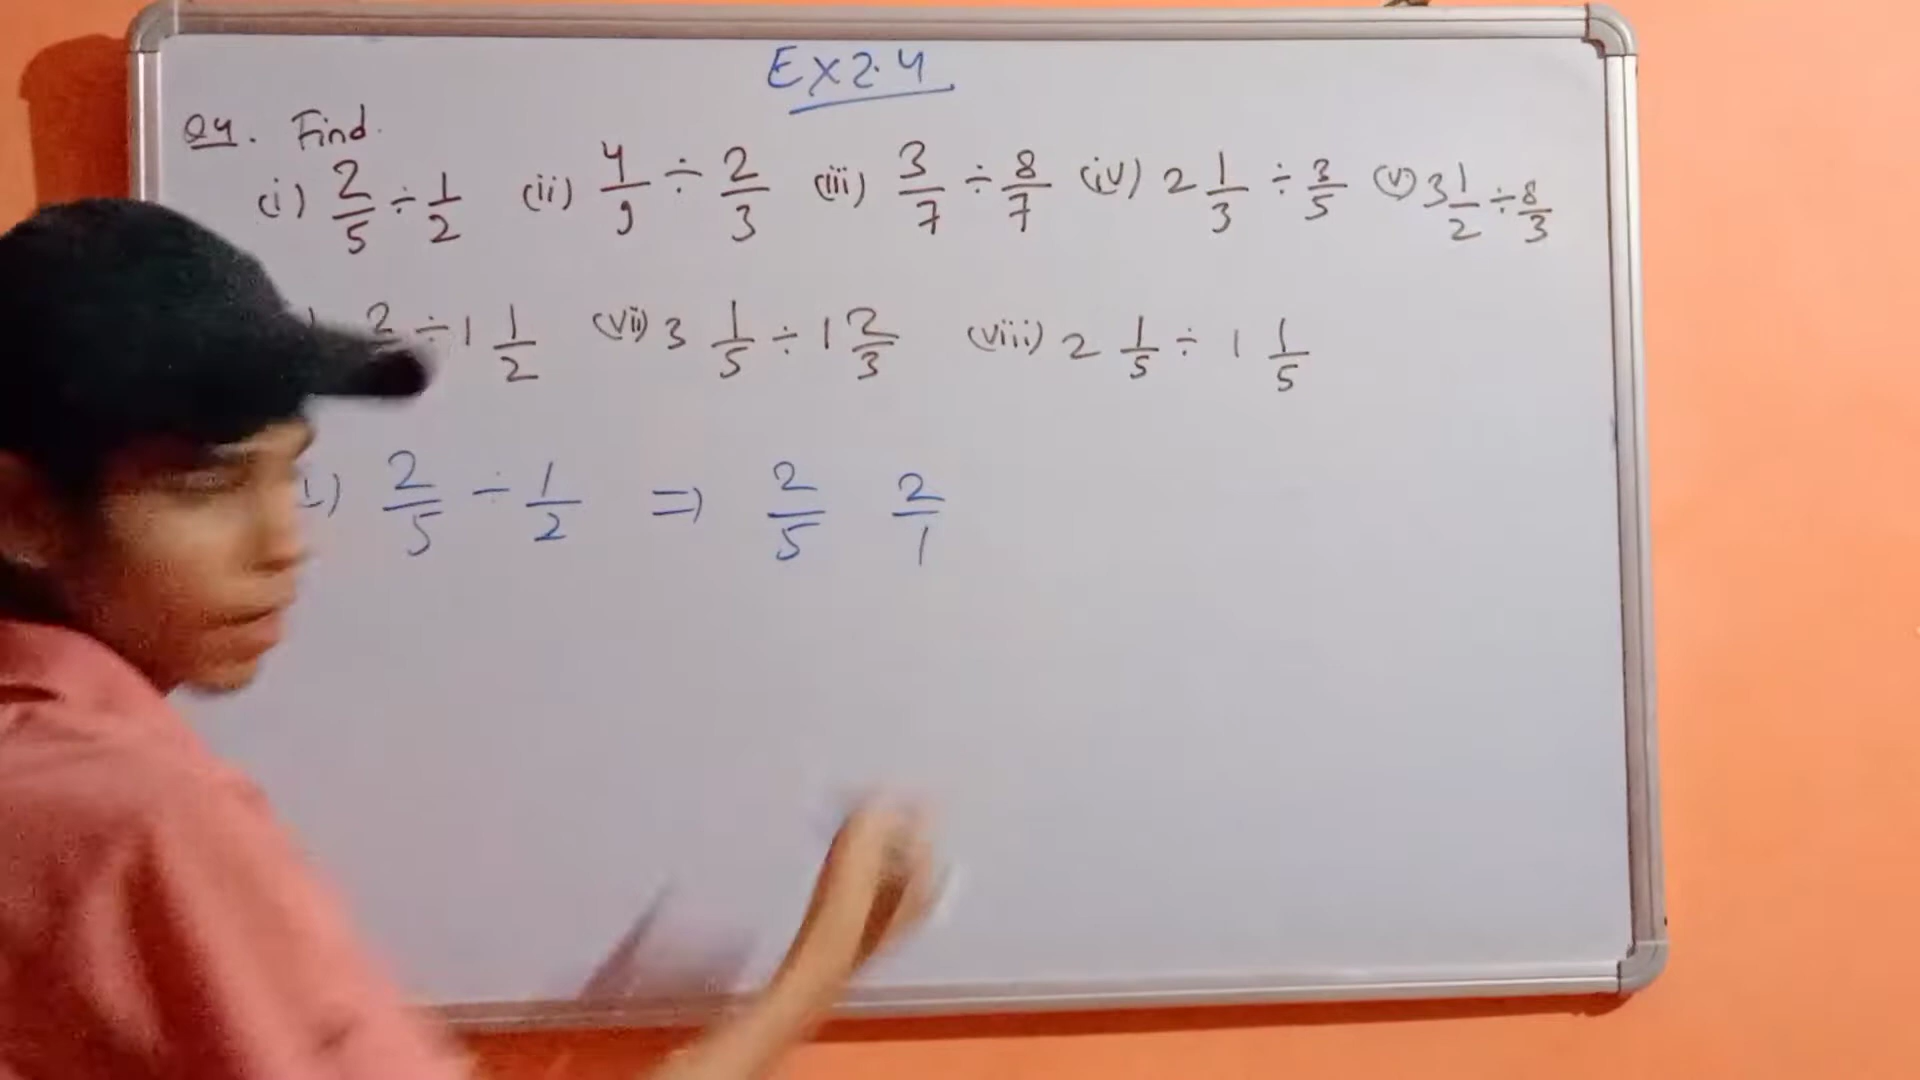 Ex 2.4
Q4. Find.
(i) 2/5 ÷ 1/2 (ii) 4/9 ÷ 2/3 (iii) 3/7 ÷ 8/7 (iv) 2 1/3 ÷ 3/5 (v) 3 1/2 ÷ 8/3
÷ 1 1/2 (vii) 3 1/5 ÷ 1 2/3 (viii) 2 1/5 ÷ 1 1/5
2/5 ÷ 1/2 => 2/5 2/1